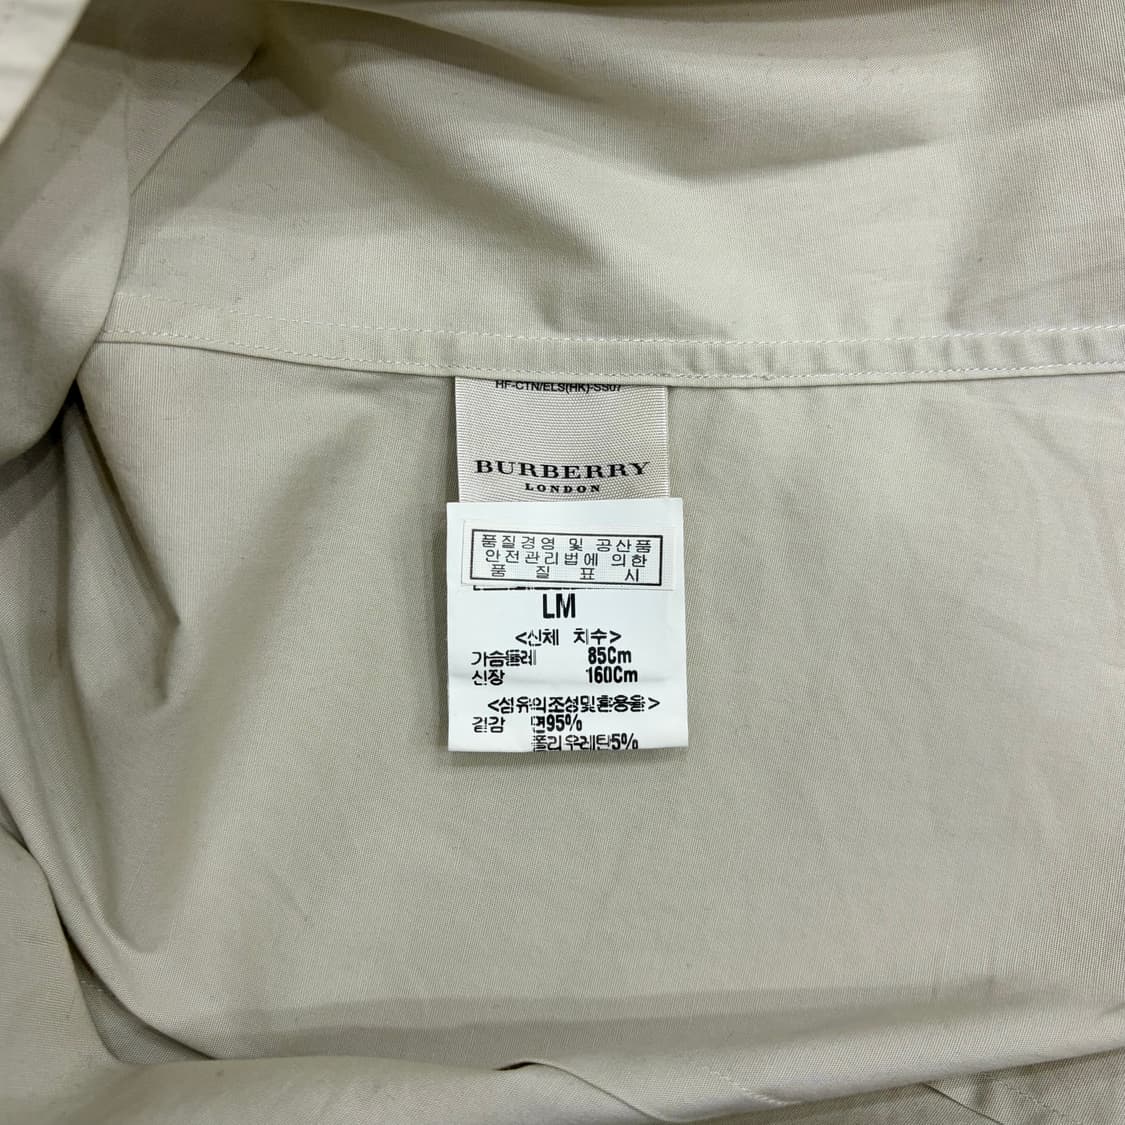 HF-CTN/ELS(HK)-SS07
BURBERRY
LONDON
품질경영 및 공산품
안전관리법에 의한
품 질 표 시
LM
<신체 치수>
가슴둘레 85Cm
신장 160Cm
<섬유의조성및혼용율>
겉감 면95%
폴리우레탄5%